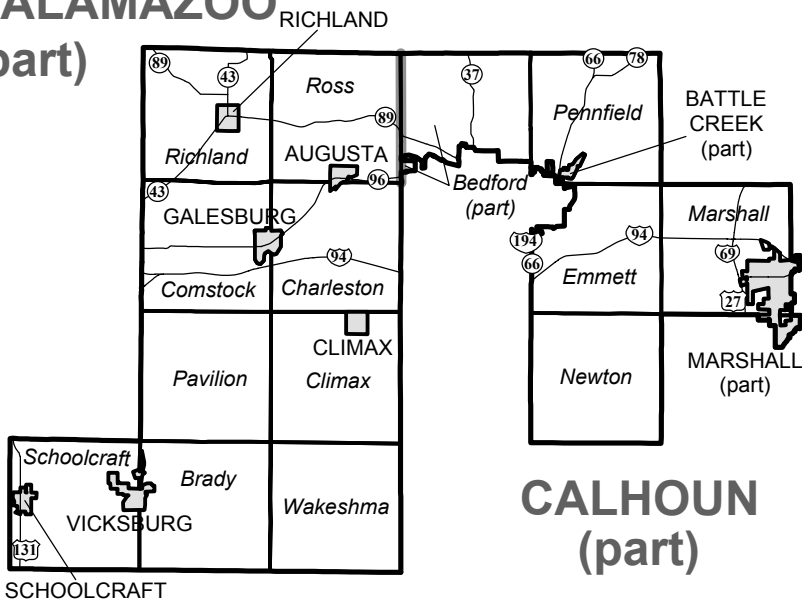 ALAMAZOO
part)
RICHLAND
89
43
Ross
37
66
78
Pennfield
BATTLE
CREEK
(part)
Richland
89
AUGUSTA
96
Bedford
(part)
43
GALESBURG
Marshall
194
94
69
94
66
Emmett
27
Comstock
Charleston
CLIMAX
MARSHALL
(part)
Pavilion
Climax
Newton
Schoolcraft
Brady
Wakeshma
CALHOUN
(part)
VICKSBURG
131
SCHOOLCRAFT